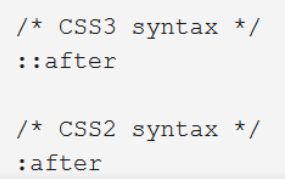 /* CSS3 syntax */
::after
/* CSS2 syntax */
:after